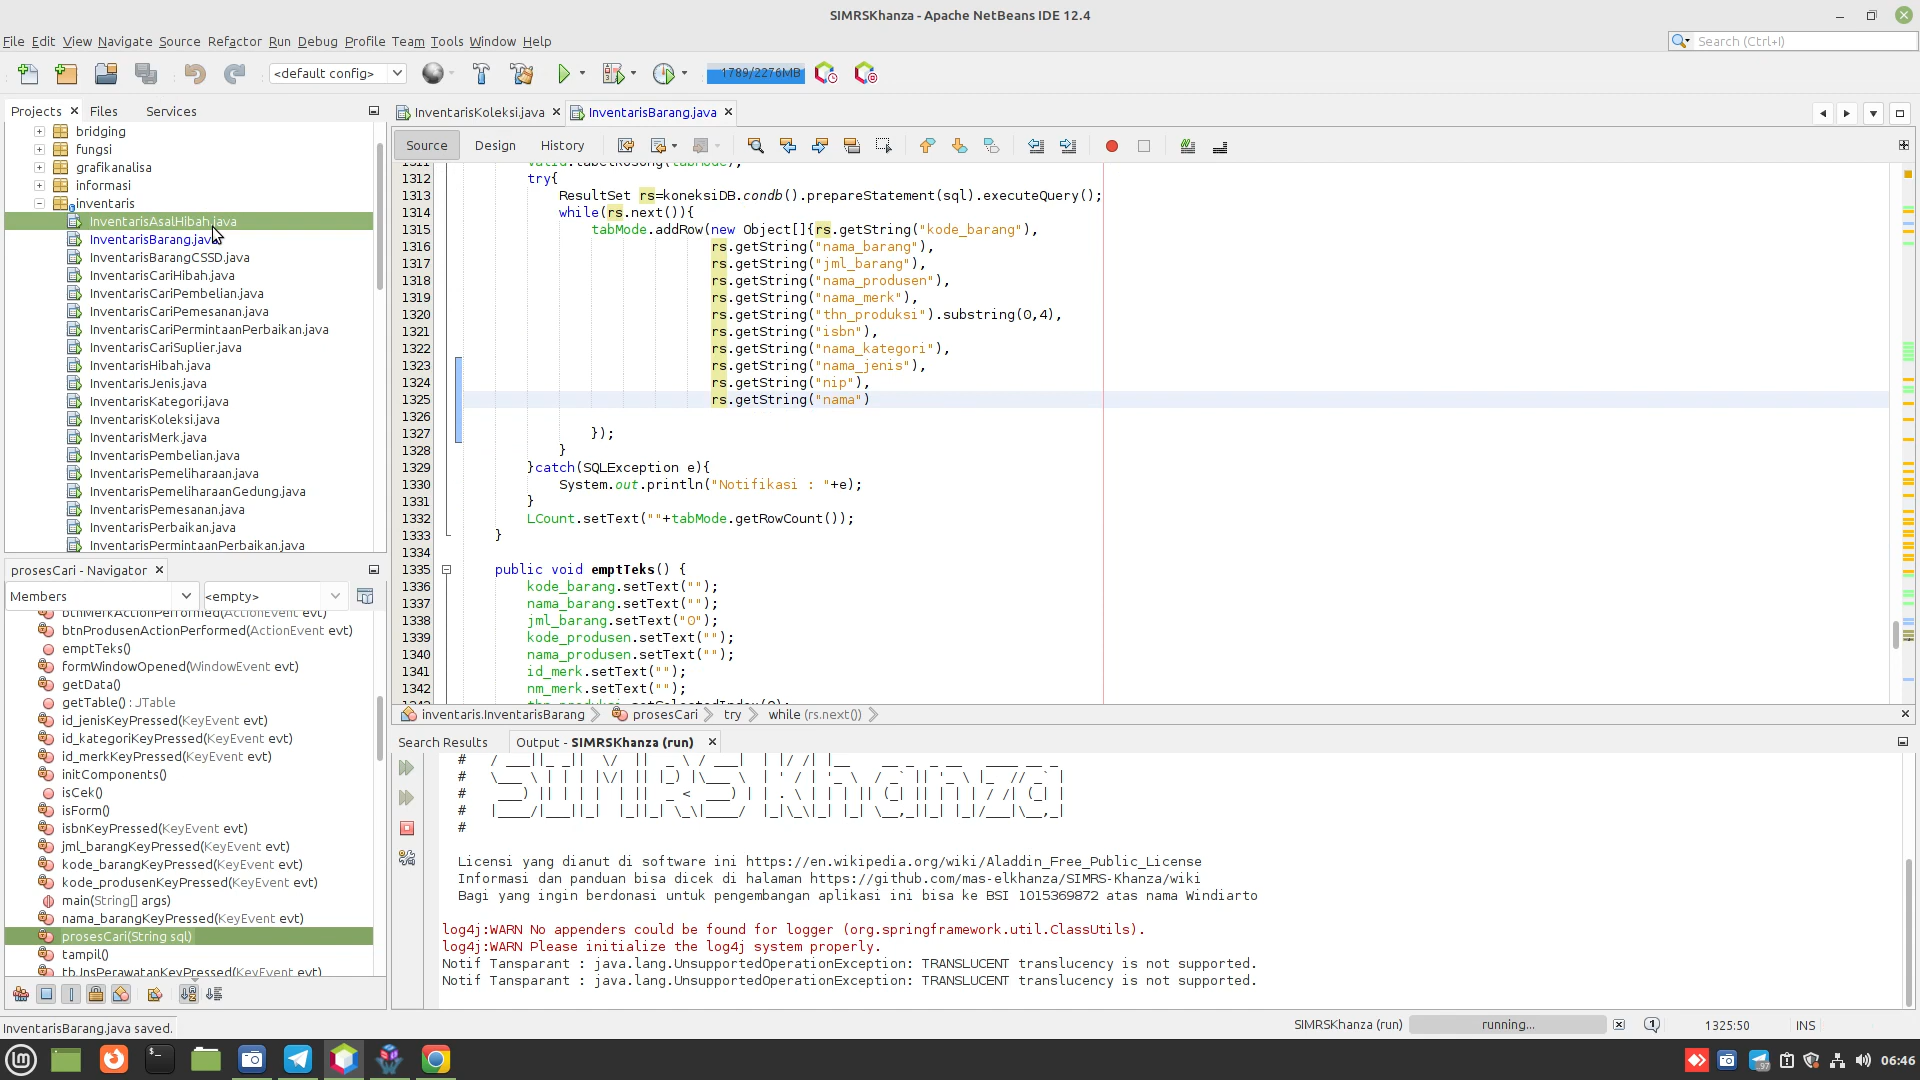 SIMRSKhanza - Apache NetBeans IDE 12.4
File Edit View Navigate Source Refactor Run Debug Profile Team Tools Window Help
Search (Ctrl+I)
<default config>
1789/2276MB
Projects Files Services
bridging
fungsi
grafikanalisa
informasi
inventaris
InventarisAsalHibah.java
InventarisBarang.java
InventarisBarangCSSD.java
InventarisCariHibah.java
InventarisCariPembelian.java
InventarisCariPemesanan.java
InventarisCariPermintaanPerbaikan.java
InventarisCariSuplier.java
InventarisHibah.java
InventarisJenis.java
InventarisKategori.java
InventarisKoleksi.java
InventarisMerk.java
InventarisPembelian.java
InventarisPemeliharaan.java
InventarisPemeliharaanGedung.java
InventarisPemesanan.java
InventarisPerbaikan.java
InventarisPermintaanPerbaikan.java
prosesCari - Navigator
Members <empty>
btnMerkActionPerformed(ActionEvent evt)
btnProdusenActionPerformed(ActionEvent evt)
emptTeks()
formWindowOpened(WindowEvent evt)
getData()
getTable() : JTable
id_jenisKeyPressed(KeyEvent evt)
id_kategoriKeyPressed(KeyEvent evt)
id_merkKeyPressed(KeyEvent evt)
initComponents()
isCek()
isForm()
isbnKeyPressed(KeyEvent evt)
jml_barangKeyPressed(KeyEvent evt)
kode_barangKeyPressed(KeyEvent evt)
kode_produsenKeyPressed(KeyEvent evt)
main(String[] args)
nama_barangKeyPressed(KeyEvent evt)
prosesCari(String sql)
tampil()
tbJnsPerawatanKeyPressed(KeyEvent evt)
InventarisBarang.java saved.
InventarisKoleksi.java InventarisBarang.java
Source Design History
1311 Valid.tabelKosong(tabMode);
1312 try{
1313 ResultSet rs=koneksiDB.condb().prepareStatement(sql).executeQuery();
1314 while(rs.next()){
1315 tabMode.addRow(new Object[]{rs.getString("kode_barang"),
1316 rs.getString("nama_barang"),
1317 rs.getString("jml_barang"),
1318 rs.getString("nama_produsen"),
1319 rs.getString("nama_merk"),
1320 rs.getString("thn_produksi").substring(0,4),
1321 rs.getString("isbn"),
1322 rs.getString("nama_kategori"),
1323 rs.getString("nama_jenis"),
1324 rs.getString("nip"),
1325 rs.getString("nama")
1326
1327 });
1328 }
1329 }catch(SQLException e){
1330 System.out.println("Notifikasi : "+e);
1331 }
1332 LCount.setText(""+tabMode.getRowCount());
1333 }
1334
1335 public void emptTeks() {
1336 kode_barang.setText("");
1337 nama_barang.setText("");
1338 jml_barang.setText("0");
1339 kode_produsen.setText("");
1340 nama_produsen.setText("");
1341 id_merk.setText("");
1342 nm_merk.setText("");
1343 thn_produksi.setSelectedIndex(0);
inventaris.InventarisBarang prosesCari try while (rs.next())
Search Results Output - SIMRSKhanza (run)
Licensi yang dianut di software ini https://en.wikipedia.org/wiki/Aladdin_Free_Public_License
Informasi dan panduan bisa dicek di halaman https://github.com/mas-elkhanza/SIMRS-Khanza/wiki
Bagi yang ingin berdonasi untuk pengembangan aplikasi ini bisa ke BSI 1015369872 atas nama Windiarto
log4j:WARN No appenders could be found for logger (org.springframework.util.ClassUtils).
log4j:WARN Please initialize the log4j system properly.
Notif Tansparant : java.lang.UnsupportedOperationException: TRANSLUCENT translucency is not supported.
Notif Tansparant : java.lang.UnsupportedOperationException: TRANSLUCENT translucency is not supported.
SIMRSKhanza (run) running... 1 1325:50 INS
97 06:46